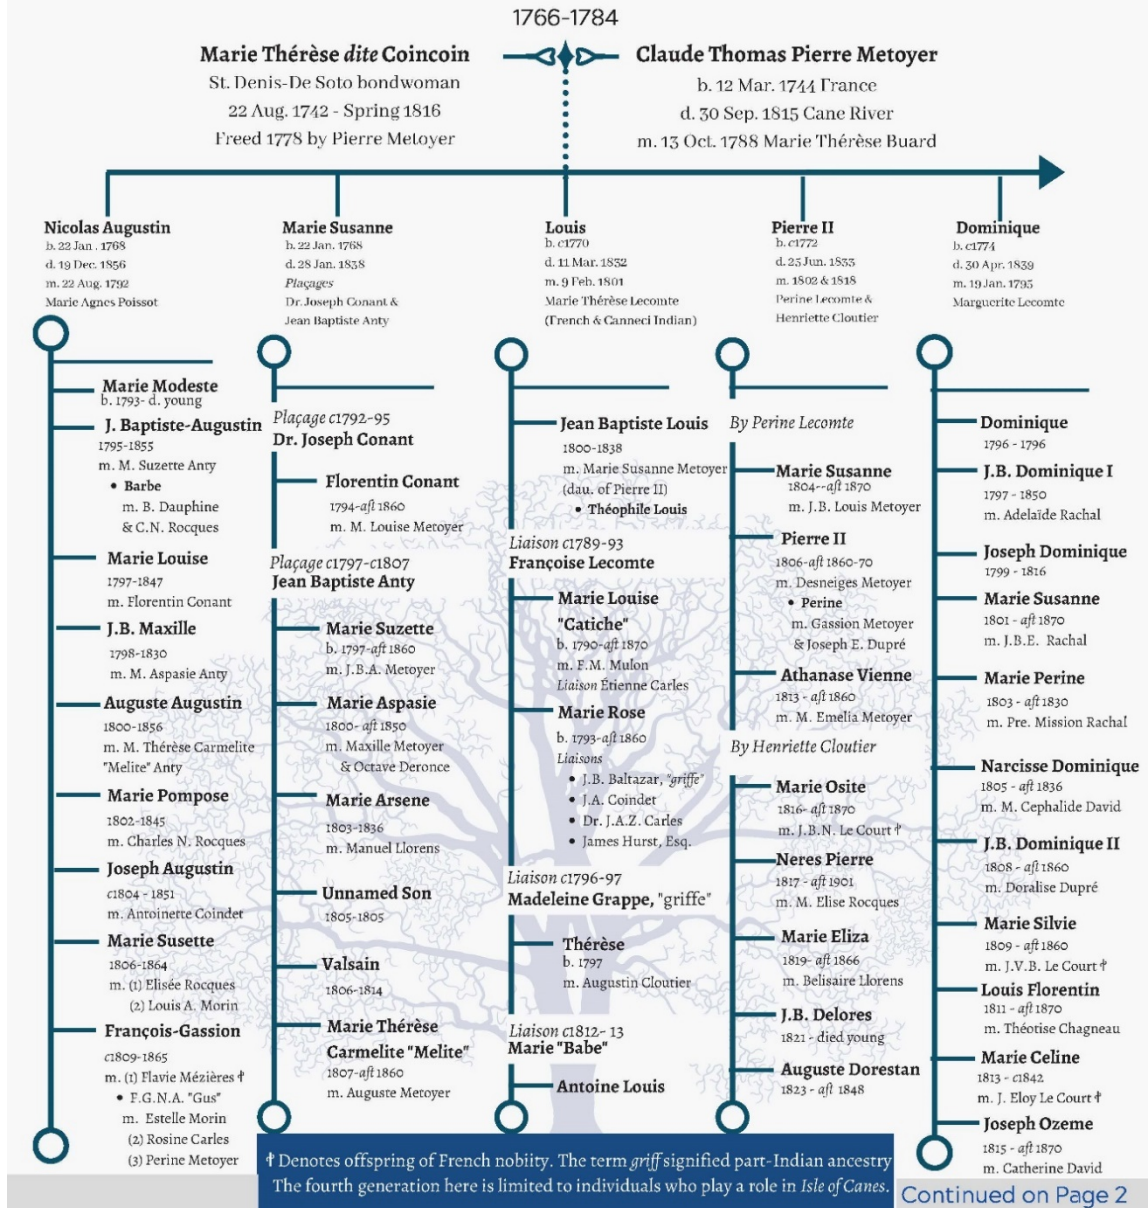 1766-1784
Marie Thérèse dite Coincoin
St. Denis-De Soto bondwoman
22 Aug. 1742 - Spring 1816
Freed 1778 by Pierre Metoyer
Claude Thomas Pierre Metoyer
b. 12 Mar. 1744 France
d. 30 Sep. 1815 Cane River
m. 13 Oct. 1788 Marie Thérèse Buard
Nicolas Augustin
b. 22 Jan . 1768
d. 19 Dec. 1856
m. 22 Aug. 1792
Marie Agnes Poissot
Marie Susanne
b. 22 Jan. 1768
d. 28 Jan. 1838
Plaçages
Dr. Joseph Conant &
Jean Baptiste Anty
Louis
b. c1770
d. 11 Mar. 1832
m. 9 Feb. 1801
Marie Thérèse Lecomte
(French & Canneci Indian)
Pierre II
b. c1772
d. 25 Jun. 1833
m. 1802 & 1818
Perine Lecomte &
Henriette Cloutier
Dominique
b. c1774
d. 30 Apr. 1839
m. 19 Jan. 1795
Marguerite Lecomte
Marie Modeste
b. 1793- d. young
J. Baptiste-Augustin
1795-1855
m. M. Suzette Anty
• Barbe
m. B. Dauphine
& C.N. Rocques
Marie Louise
1797-1847
m. Florentin Conant
J.B. Maxille
1798-1830
m. M. Aspasie Anty
Auguste Augustin
1800-1856
m. M. Thérèse Carmelite
"Melite" Anty
Marie Pompose
1802-1845
m. Charles N. Rocques
Joseph Augustin
c1804 - 1851
m. Antoinette Coindet
Marie Susette
1806-1864
m. (1) Elisée Rocques
(2) Louis A. Morin
François-Gassion
c1809-1865
m. (1) Flavie Mézières ☨
• F.G.N.A. "Gus"
m. Estelle Morin
(2) Rosine Carles
(3) Perine Metoyer
Plaçage c1792-95
Dr. Joseph Conant
Florentin Conant
1794-aft 1860
m. M. Louise Metoyer
Plaçage c1797-c1807
Jean Baptiste Anty
Marie Suzette
b. 1797-aft 1860
m. J.B.A. Metoyer
Marie Aspasie
1800- aft 1850
m. Maxille Metoyer
& Octave Deronce
Marie Arsene
1803-1836
m. Manuel Llorens
Unnamed Son
1805-1805
Valsain
1806-1814
Marie Thérèse
Carmelite "Melite"
1807-aft 1860
m. Auguste Metoyer
Jean Baptiste Louis
1800-1838
m. Marie Susanne Metoyer
(dau. of Pierre II)
• Théophile Louis
Liaison c1789-93
Françoise Lecomte
Marie Louise
"Catiche"
b. 1790-aft 1870
m. F.M. Mulon
Liaison Étienne Carles
Marie Rose
b. 1793-aft 1860
Liaisons
• J.B. Baltazar, "griffe"
• J.A. Coindet
• Dr. J.A.Z. Carles
• James Hurst, Esq.
Liaison c1796-97
Madeleine Grappe, "griffe"
Thérèse
b. 1797
m. Augustin Cloutier
Liaison c1812- 13
Marie "Babe"
Antoine Louis
By Perine Lecomte
Marie Susanne
1804--aft 1870
m. J.B. Louis Metoyer
Pierre II
1806-aft 1860-70
m. Desneiges Metoyer
• Perine
m. Gassion Metoyer
& Joseph E. Dupré
Athanase Vienne
1813 - aft 1860
m. M. Emelia Metoyer
By Henriette Cloutier
Marie Osite
1816- aft 1870
m. J.B.N. Le Court ☨
Neres Pierre
1817 - aft 1901
m. M. Elise Rocques
Marie Eliza
1819- aft 1866
m. Belisaire Llorens
J.B. Delores
1821 - died young
Auguste Dorestan
1823 - aft 1848
Dominique
1796 - 1796
J.B. Dominique I
1797 - 1850
m. Adelaïde Rachal
Joseph Dominique
1799 - 1816
Marie Susanne
1801 - aft 1870
m. J.B.E. Rachal
Marie Perine
1803 - aft 1830
m. Pre. Mission Rachal
Narcisse Dominique
1805 - aft 1836
m. M. Cephalide David
J.B. Dominique II
1808 - aft 1860
m. Doralise Dupré
Marie Silvie
1809 - aft 1860
m. J.V.B. Le Court ☨
Louis Florentin
1811 - aft 1870
m. Théotise Chagneau
Marie Celine
1813 - c1842
m. J. Eloy Le Court ☨
Joseph Ozeme
1815 - aft 1870
m. Catherine David
☨ Denotes offspring of French nobiity. The term griff signified part-Indian ancestry
The fourth generation here is limited to individuals who play a role in Isle of Canes.
Continued on Page 2